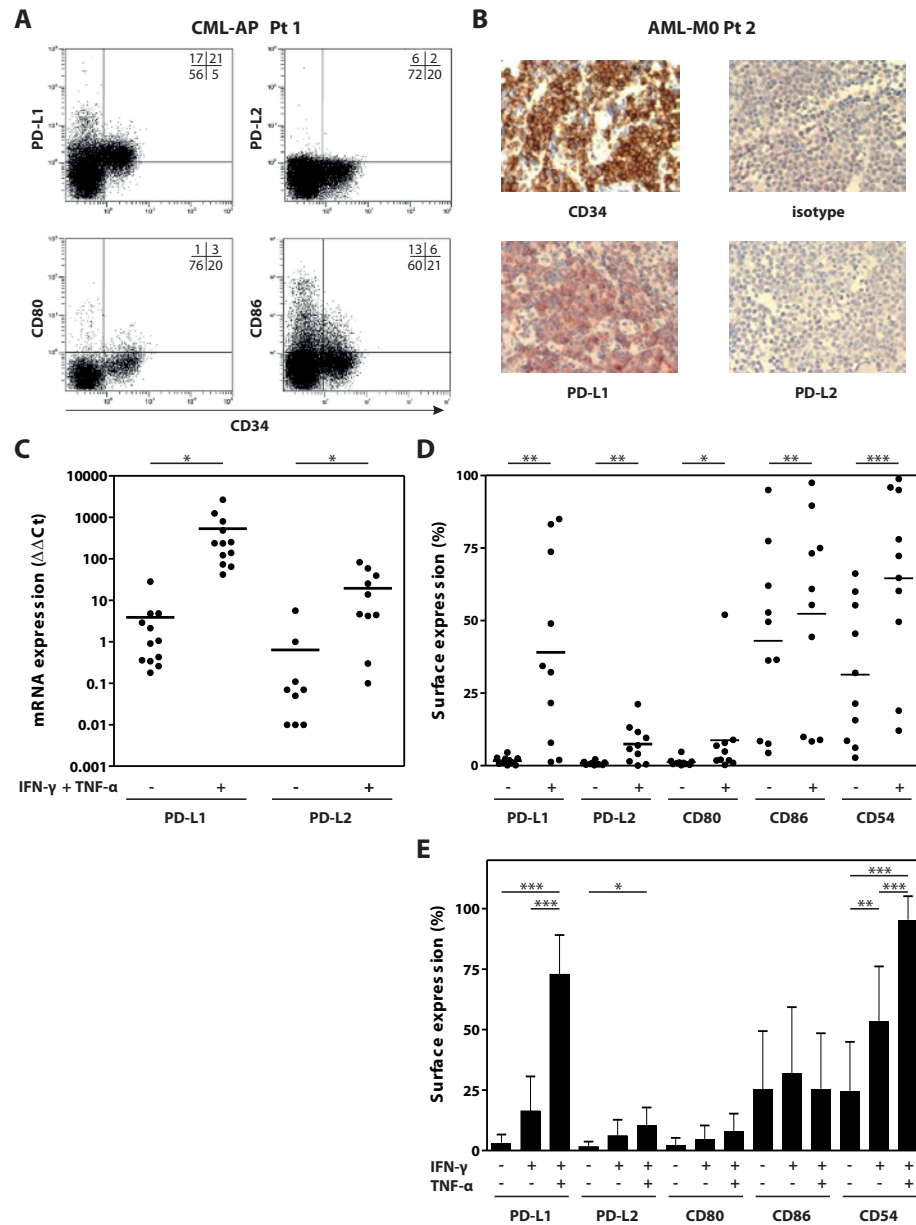 A
CML-AP Pt 1
17 21
56 5
PD-L1
6 2
72 20
PD-L2
1 3
76 20
CD80
13 6
60 21
CD86
CD34
B
AML-M0 Pt 2
CD34
isotype
PD-L1
PD-L2
C
* *
mRNA expression (ΔΔCt)
10000
1000
100
10
1
0.1
0.01
0.001
IFN-γ + TNF-α - + - +
PD-L1 PD-L2
D
** ** * ** ***
Surface expression (%)
100
75
50
25
0
- + - + - + - + - +
PD-L1 PD-L2 CD80 CD86 CD54
E
*** *** * *** ** ***
Surface expression (%)
100
75
50
25
0
IFN-γ - + + - + + - + + - + + - + +
TNF-α - - + - - + - - + - - + - - +
PD-L1 PD-L2 CD80 CD86 CD54